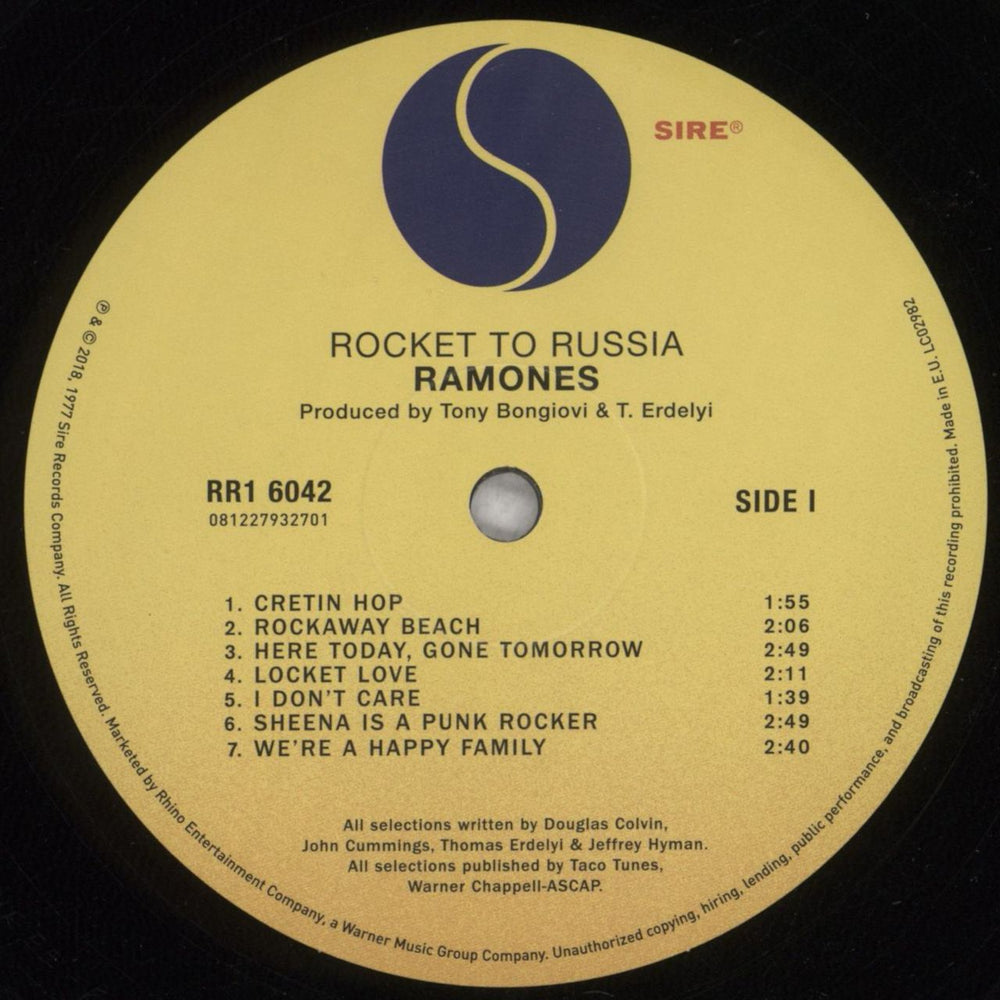 SIRE®
ROCKET TO RUSSIA
RAMONES
Produced by Tony Bongiovi & T. Erdelyi
RR1 6042
081227932701
SIDE I
1. CRETIN HOP 1:55
2. ROCKAWAY BEACH 2:06
3. HERE TODAY, GONE TOMORROW 2:49
4. LOCKET LOVE 2:11
5. I DON'T CARE 1:39
6. SHEENA IS A PUNK ROCKER 2:49
7. WE'RE A HAPPY FAMILY 2:40
All selections written by Douglas Colvin,
John Cummings, Thomas Erdelyi & Jeffrey Hyman.
All selections published by Taco Tunes,
Warner Chappell-ASCAP.
℗ & © 2018, 1977 Sire Records Company. All Rights Reserved. Marketed by Rhino Entertainment Company, a Warner Music Group Company. Unauthorized copying, hiring, lending, public performance, and broadcasting of this recording prohibited. Made in E.U. LC02982